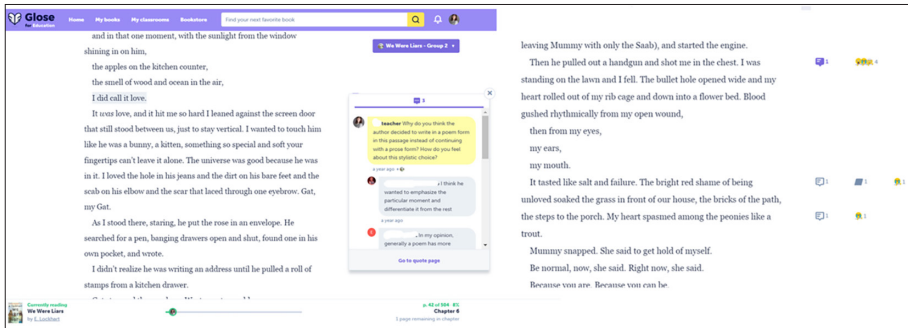 Glose
for Education
Home My books My classrooms Bookstore Find your next favorite book
We Were Liars - Group 2
and in that one moment, with the sunlight from the window
shining in on him,
the apples on the kitchen counter,
the smell of wood and ocean in the air,
I did call it love.
It was love, and it hit me so hard I leaned against the screen door
that still stood between us, just to stay vertical. I wanted to touch him
like he was a bunny, a kitten, something so special and soft your
fingertips can't leave it alone. The universe was good because he was
in it. I loved the hole in his jeans and the dirt on his bare feet and the
scab on his elbow and the scar that laced through one eyebrow. Gat,
my Gat.
As I stood there, staring, he put the rose in an envelope. He
searched for a pen, banging drawers open and shut, found one in his
own pocket, and wrote.
I didn't realize he was writing an address until he pulled a roll of
stamps from a kitchen drawer.
3
teacher Why do you think the
author decided to write in a poem form
in this passage instead of continuing
with a prose form? How do you feel
about this stylistic choice?
a year ago
, I think he
wanted to emphasize the
particular moment and
differentiate it from the rest
a year ago
, In my opinion,
generally a poem has more
Go to quote page
Currently reading
We Were Liars
by E. Lockhart
p. 42 of 504 · 8%
Chapter 6
1 page remaining in chapter
leaving Mummy with only the Saab), and started the engine.
Then he pulled out a handgun and shot me in the chest. I was
standing on the lawn and I fell. The bullet hole opened wide and my
heart rolled out of my rib cage and down into a flower bed. Blood
gushed rhythmically from my open wound,
then from my eyes,
my ears,
my mouth.
It tasted like salt and failure. The bright red shame of being
unloved soaked the grass in front of our house, the bricks of the path,
the steps to the porch. My heart spasmed among the peonies like a
trout.
Mummy snapped. She said to get hold of myself.
Be normal, now, she said. Right now, she said.
Because you are. Because you can be.
1 4
1 1 1
1 1